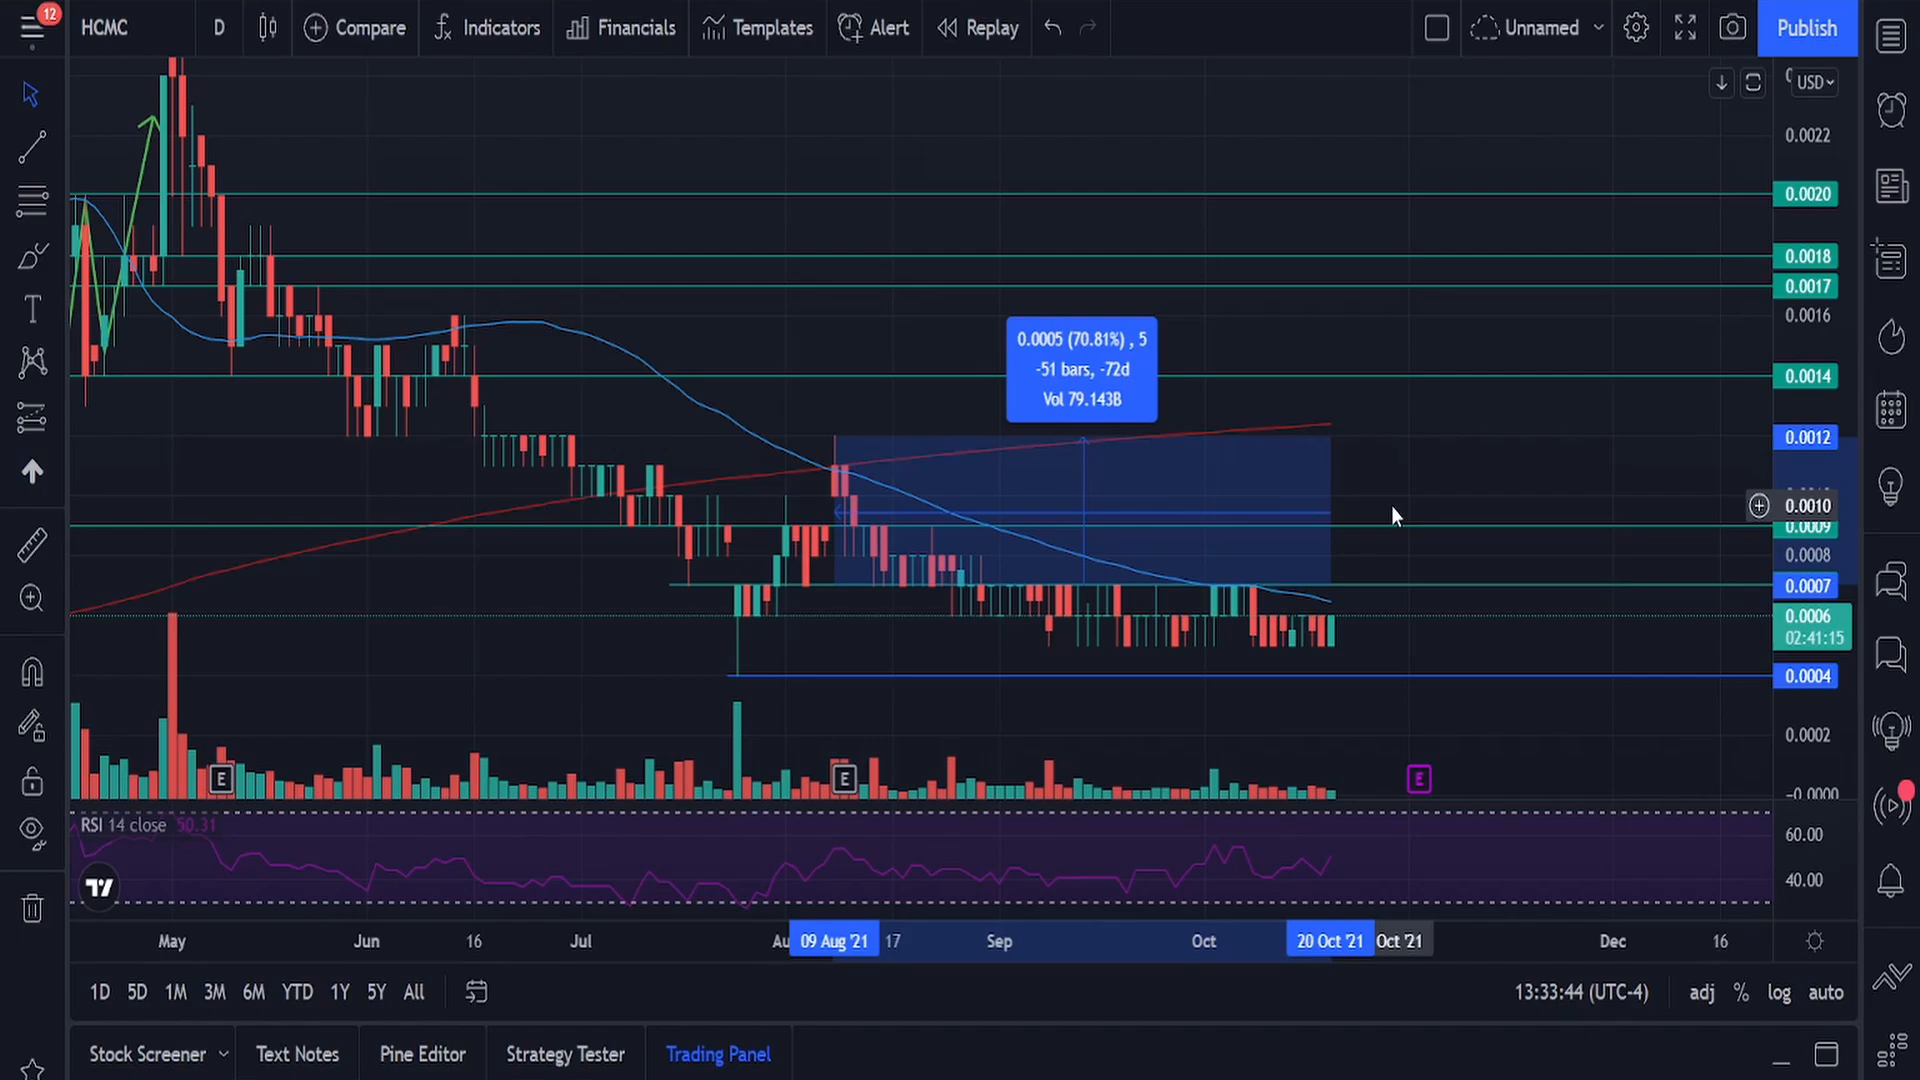 12
HCMC
D
Compare
Indicators
Financials
Templates
Alert
Replay
Unnamed
Publish
USD
0.0022
0.0020
0.0018
0.0017
0.0016
0.0014
0.0012
0.0010
0.0009
0.0008
0.0007
0.0006
02:41:15
0.0004
0.0002
-0.0000
0.0005 (70.81%) , 5
-51 bars, -72d
Vol 79.143B
E
E
E
RSI 14 close 50.31
60.00
40.00
May
Jun
16
Jul
Au
09 Aug '21
17
Sep
Oct
20 Oct '21
Oct '21
Dec
16
1D 5D 1M 3M 6M YTD 1Y 5Y All
13:33:44 (UTC-4)
adj % log auto
Stock Screener
Text Notes
Pine Editor
Strategy Tester
Trading Panel